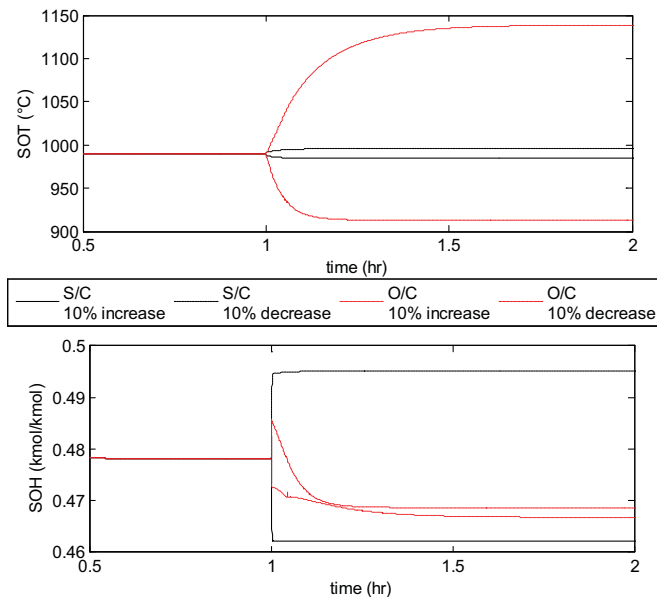 1150
1100
1050
1000
950
900
SOT (°C)
0.5 1 1.5 2
time (hr)
S/C S/C O/C O/C
10% increase 10% decrease 10% increase 10% decrease
0.5
0.49
0.48
0.47
0.46
SOH (kmol/kmol)
0.5 1 1.5 2
time (hr)